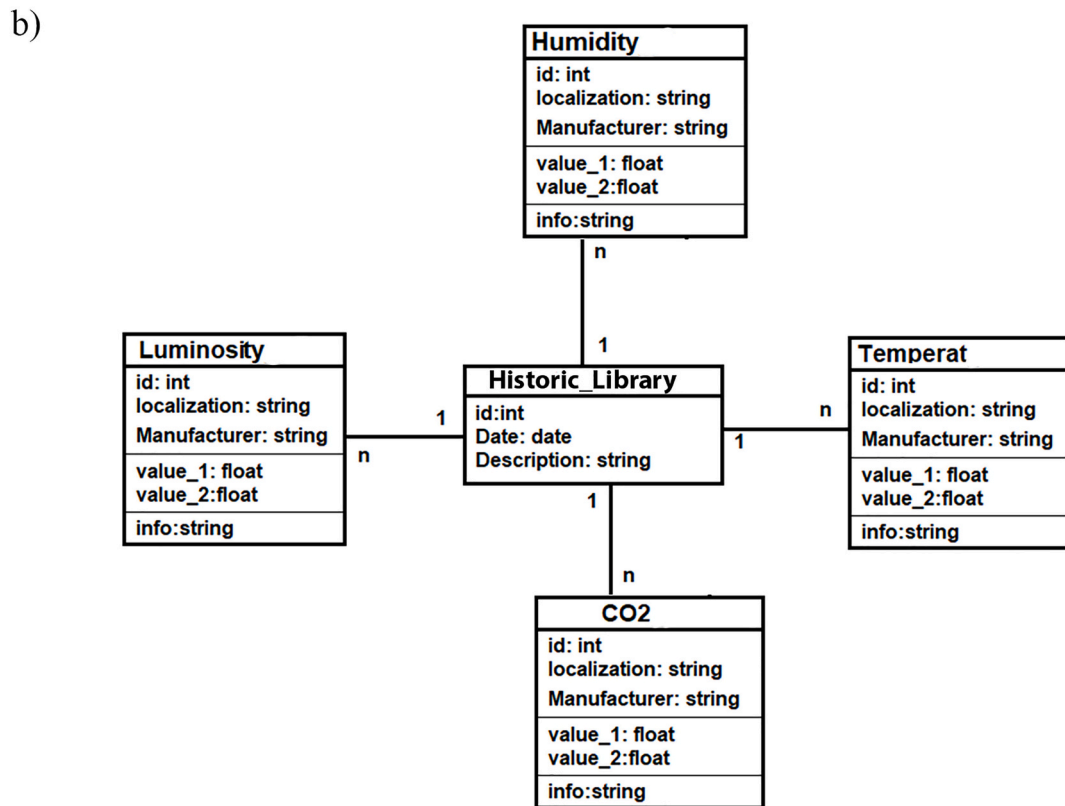 b)
Humidity
id: int
localization: string
Manufacturer: string
value_1: float
value_2:float
info:string
n
1
Luminosity
id: int
localization: string
Manufacturer: string
value_1: float
value_2:float
info:string
1
n
Historic_Library
id:int
Date: date
Description: string
n
1
Temperat
id: int
localization: string
Manufacturer: string
value_1: float
value_2:float
info:string
1
n
CO2
id: int
localization: string
Manufacturer: string
value_1: float
value_2:float
info:string